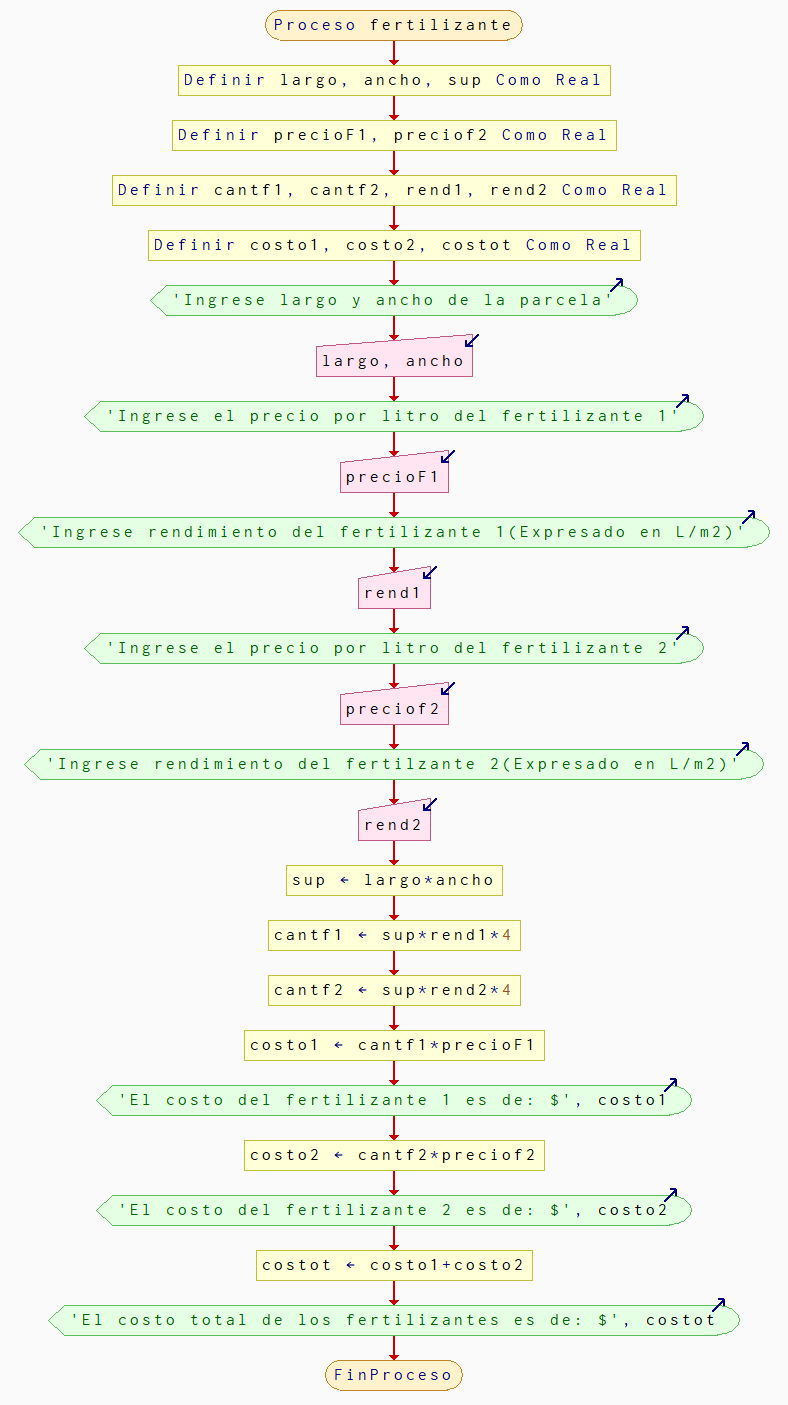 Proceso fertilizante
Definir largo, ancho, sup Como Real
Definir precioF1, preciof2 Como Real
Definir cantf1, cantf2, rend1, rend2 Como Real
Definir costo1, costo2, costot Como Real
'Ingrese largo y ancho de la parcela'
largo, ancho
'Ingrese el precio por litro del fertilizante 1'
precioF1
'Ingrese rendimiento del fertilizante 1(Expresado en L/m2)'
rend1
'Ingrese el precio por litro del fertilizante 2'
preciof2
'Ingrese rendimiento del fertilzante 2(Expresado en L/m2)'
rend2
sup ← largo*ancho
cantf1 ← sup*rend1*4
cantf2 ← sup*rend2*4
costo1 ← cantf1*precioF1
'El costo del fertilizante 1 es de: $', costo1
costo2 ← cantf2*preciof2
'El costo del fertilizante 2 es de: $', costo2
costot ← costo1+costo2
'El costo total de los fertilizantes es de: $', costot
FinProceso